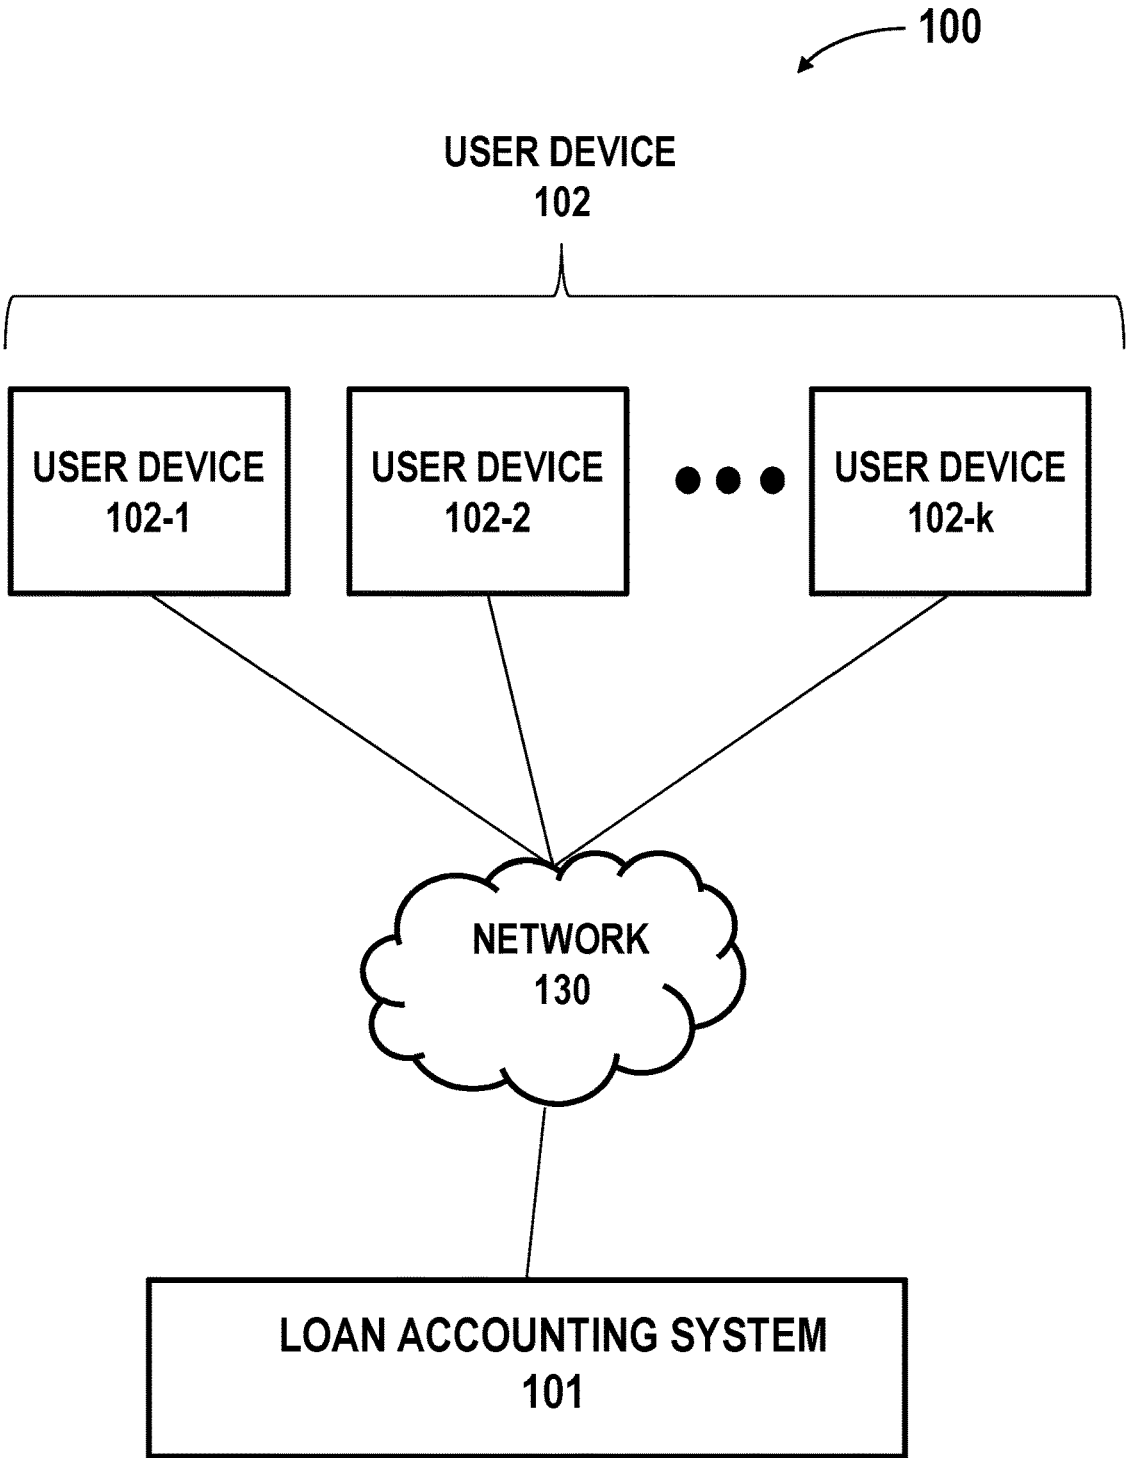 100
USER DEVICE
102
USER DEVICE
102-1
USER DEVICE
102-2
USER DEVICE
102-k
NETWORK
130
LOAN ACCOUNTING SYSTEM
101